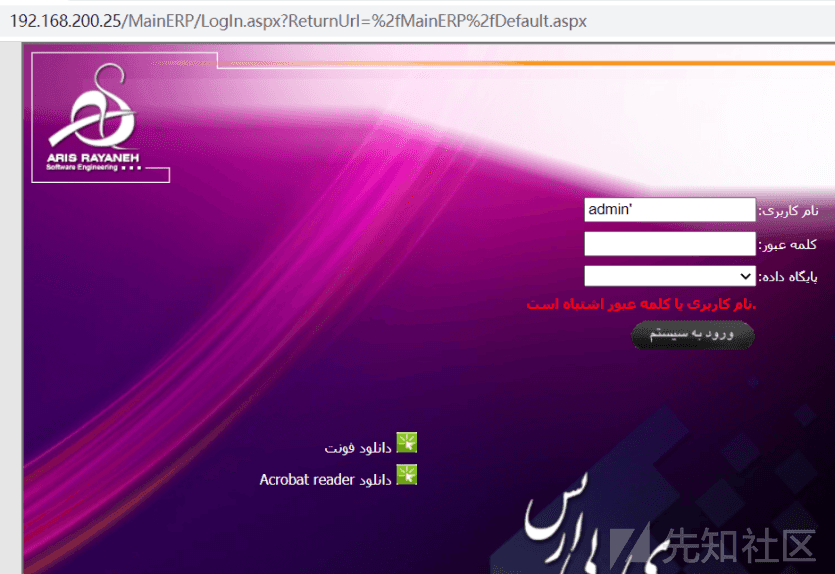 192.168.200.25/MainERP/LogIn.aspx?ReturnUrl=%2fMainERP%2fDefault.aspx
ARIS RAYANEH
Software Engineering
نام کاربری: admin'
کلمه عبور:
پایگاه داده:
نام کاربری یا کلمه عبور اشتباه است.
ورود به سیستم
دانلود فونت
دانلود Acrobat reader
先知社区